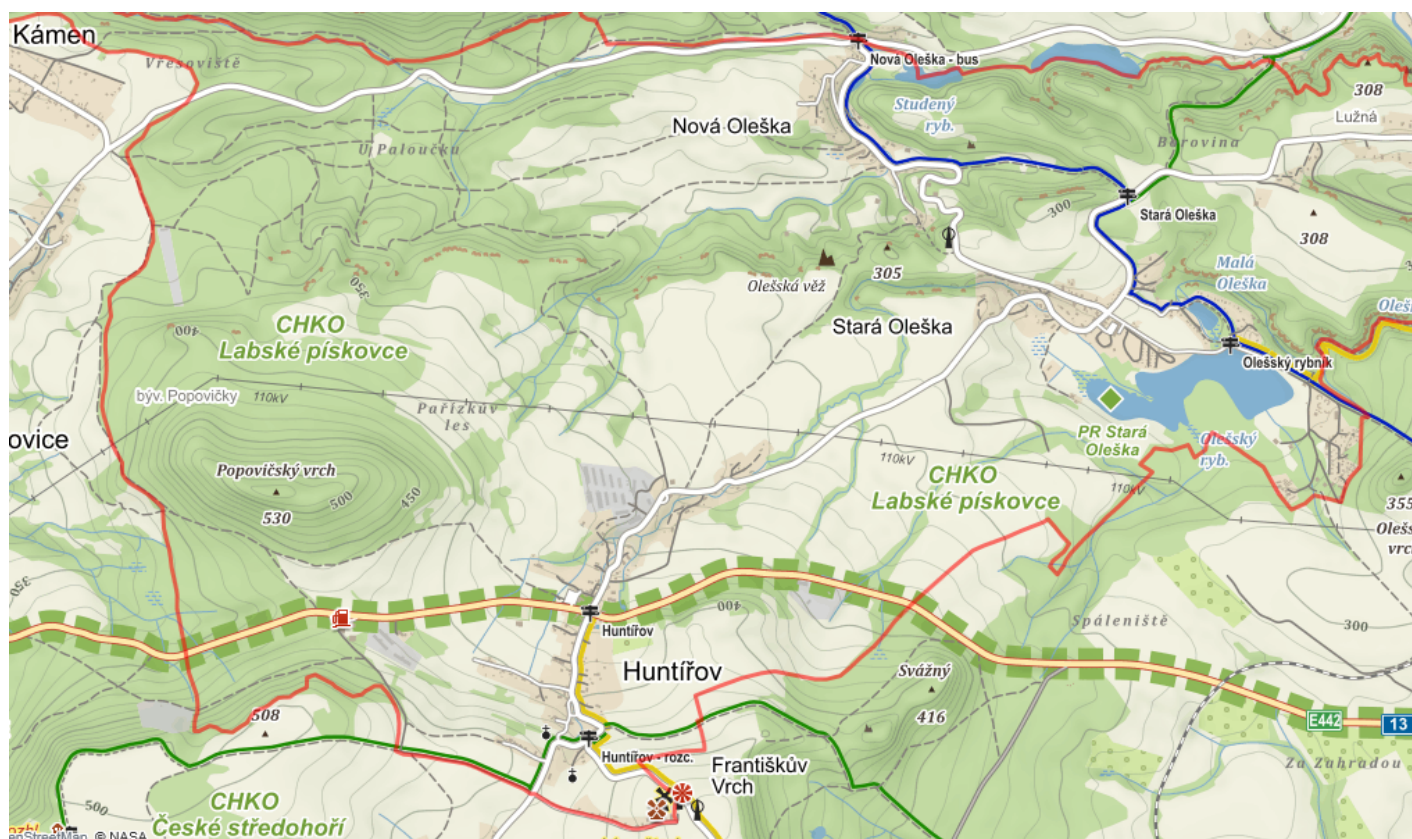 Kámen
Vřesoviště
Nová Oleška - bus
Studený
ryb.
308
Lužná
Nová Oleška
U Paloučku
Borovina
300
Stará Oleška
308
Malá
Oleška
305
Olešská věž
350
400
CHKO
Labské pískovce
Stará Oleška
Olešský rybník
býv. Popovičky
110kV
Pařízkův
les
PR Stará
Oleška
Olešský
ryb.
ovice
110kV
CHKO
Labské pískovce
110kV
Popovičský vrch
530
500
450
355
Olešs
vrch
350
400
Huntířov
Spáleniště
300
Huntířov
Svážný
416
508
E442
13
Huntířov - rozc.
Františkův
Vrch
Za Zahradou
500
CHKO
České středohoří
enStreetMap, © NASA